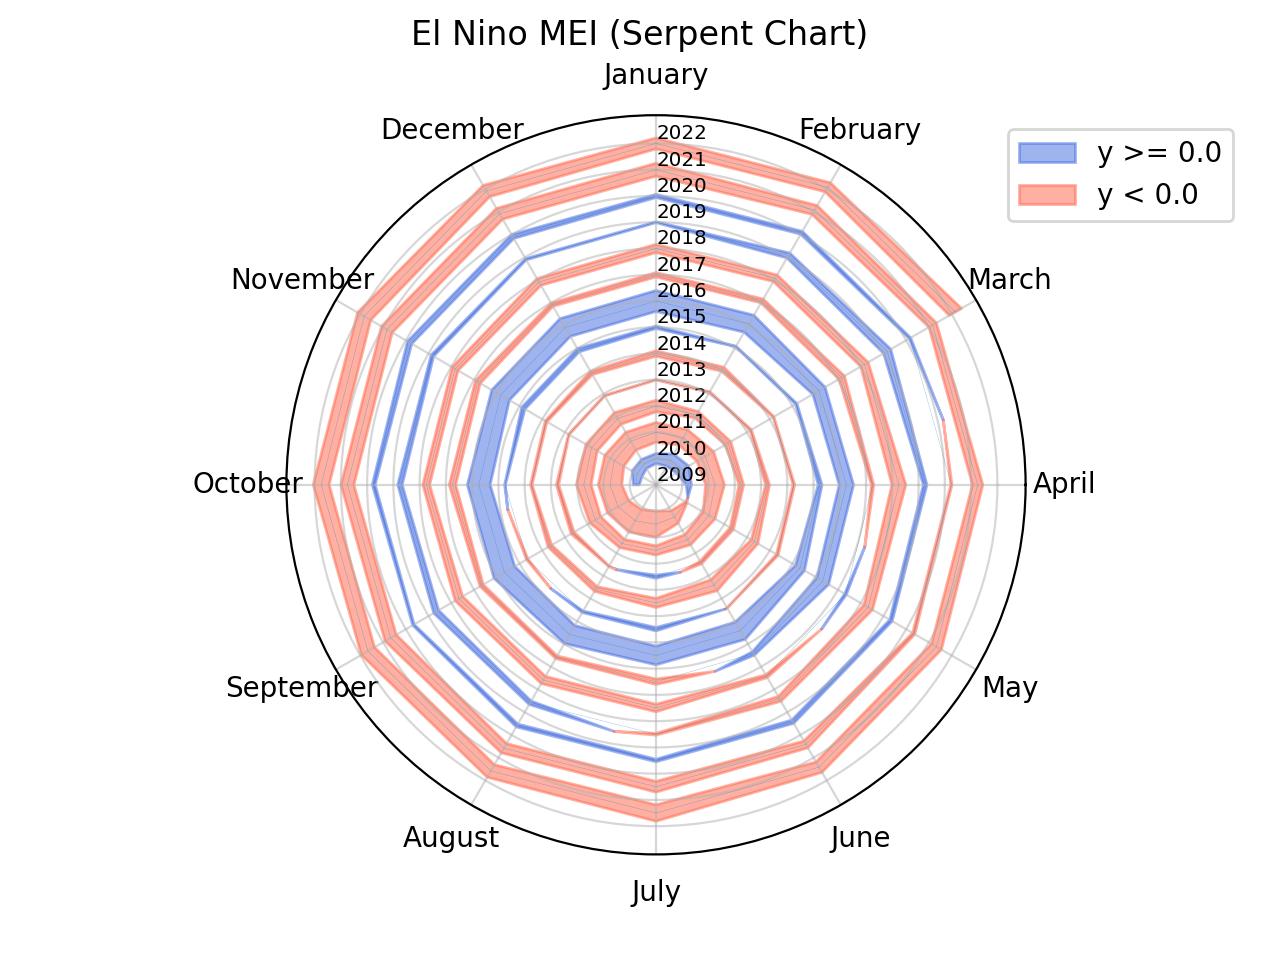 El Nino MEI (Serpent Chart)
January
December
February
2022
2021
2020
2019
2018
2017
2016
2015
2014
2013
2012
2011
2010
2009
y >= 0.0
y < 0.0
November
March
October
April
September
May
August
June
July